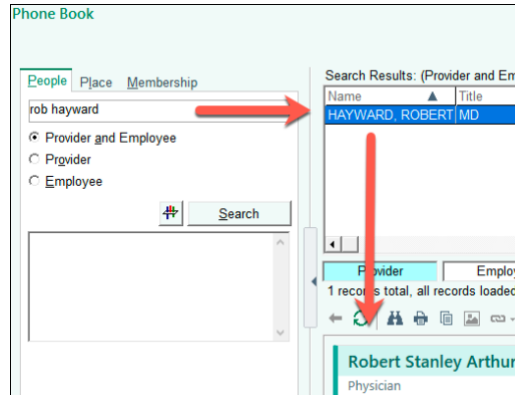 Phone Book
People Place Membership
rob hayward
Provider and Employee
Provider
Employee
Search
Search Results: (Provider and Em
Name Title
HAYWARD, ROBERT MD
Provider Employ
1 records total, all records loaded
Robert Stanley Arthur
Physician